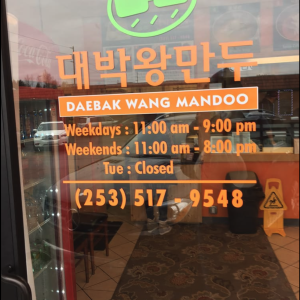 대박왕만두
DAEBAK WANG MANDOO
Weekdays : 11:00 am - 9:00 pm
Weekends : 11:00 am - 8:00 pm
Tue : Closed
(253) 517 - 9548